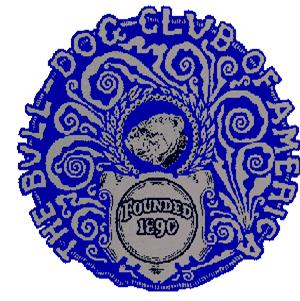 THE BVLL-DOG CLVB OF AMERICA
FOUNDED
1890